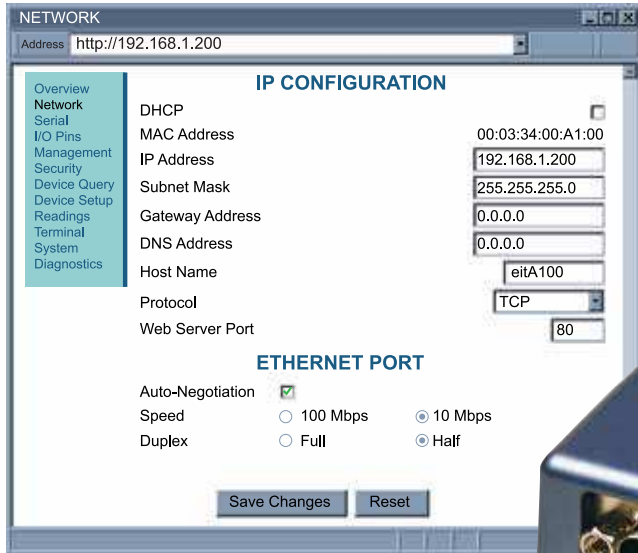 NETWORK
Address http://192.168.1.200
Overview
Network
Serial
I/O Pins
Management
Security
Device Query
Device Setup
Readings
Terminal
System
Diagnostics
IP CONFIGURATION
DHCP
MAC Address 00:03:34:00:A1:00
IP Address 192.168.1.200
Subnet Mask 255.255.255.0
Gateway Address 0.0.0.0
DNS Address 0.0.0.0
Host Name eitA100
Protocol TCP
Web Server Port 80
ETHERNET PORT
Auto-Negotiation
Speed 100 Mbps 10 Mbps
Duplex Full Half
Save Changes Reset